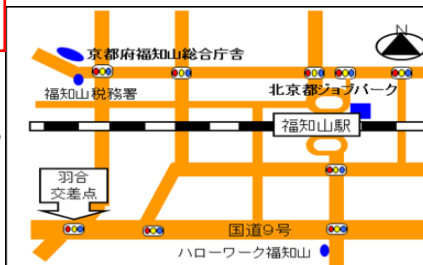 N
京都府福知山総合庁舎
福知山税務署
北京都ジョブパーク
福知山駅
羽合
交差点
国道9号
ハローワーク福知山